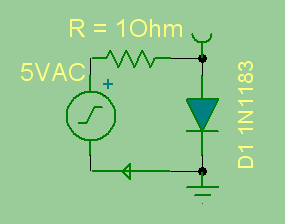 R = 1Ohm
5VAC
+
D1 1N1183